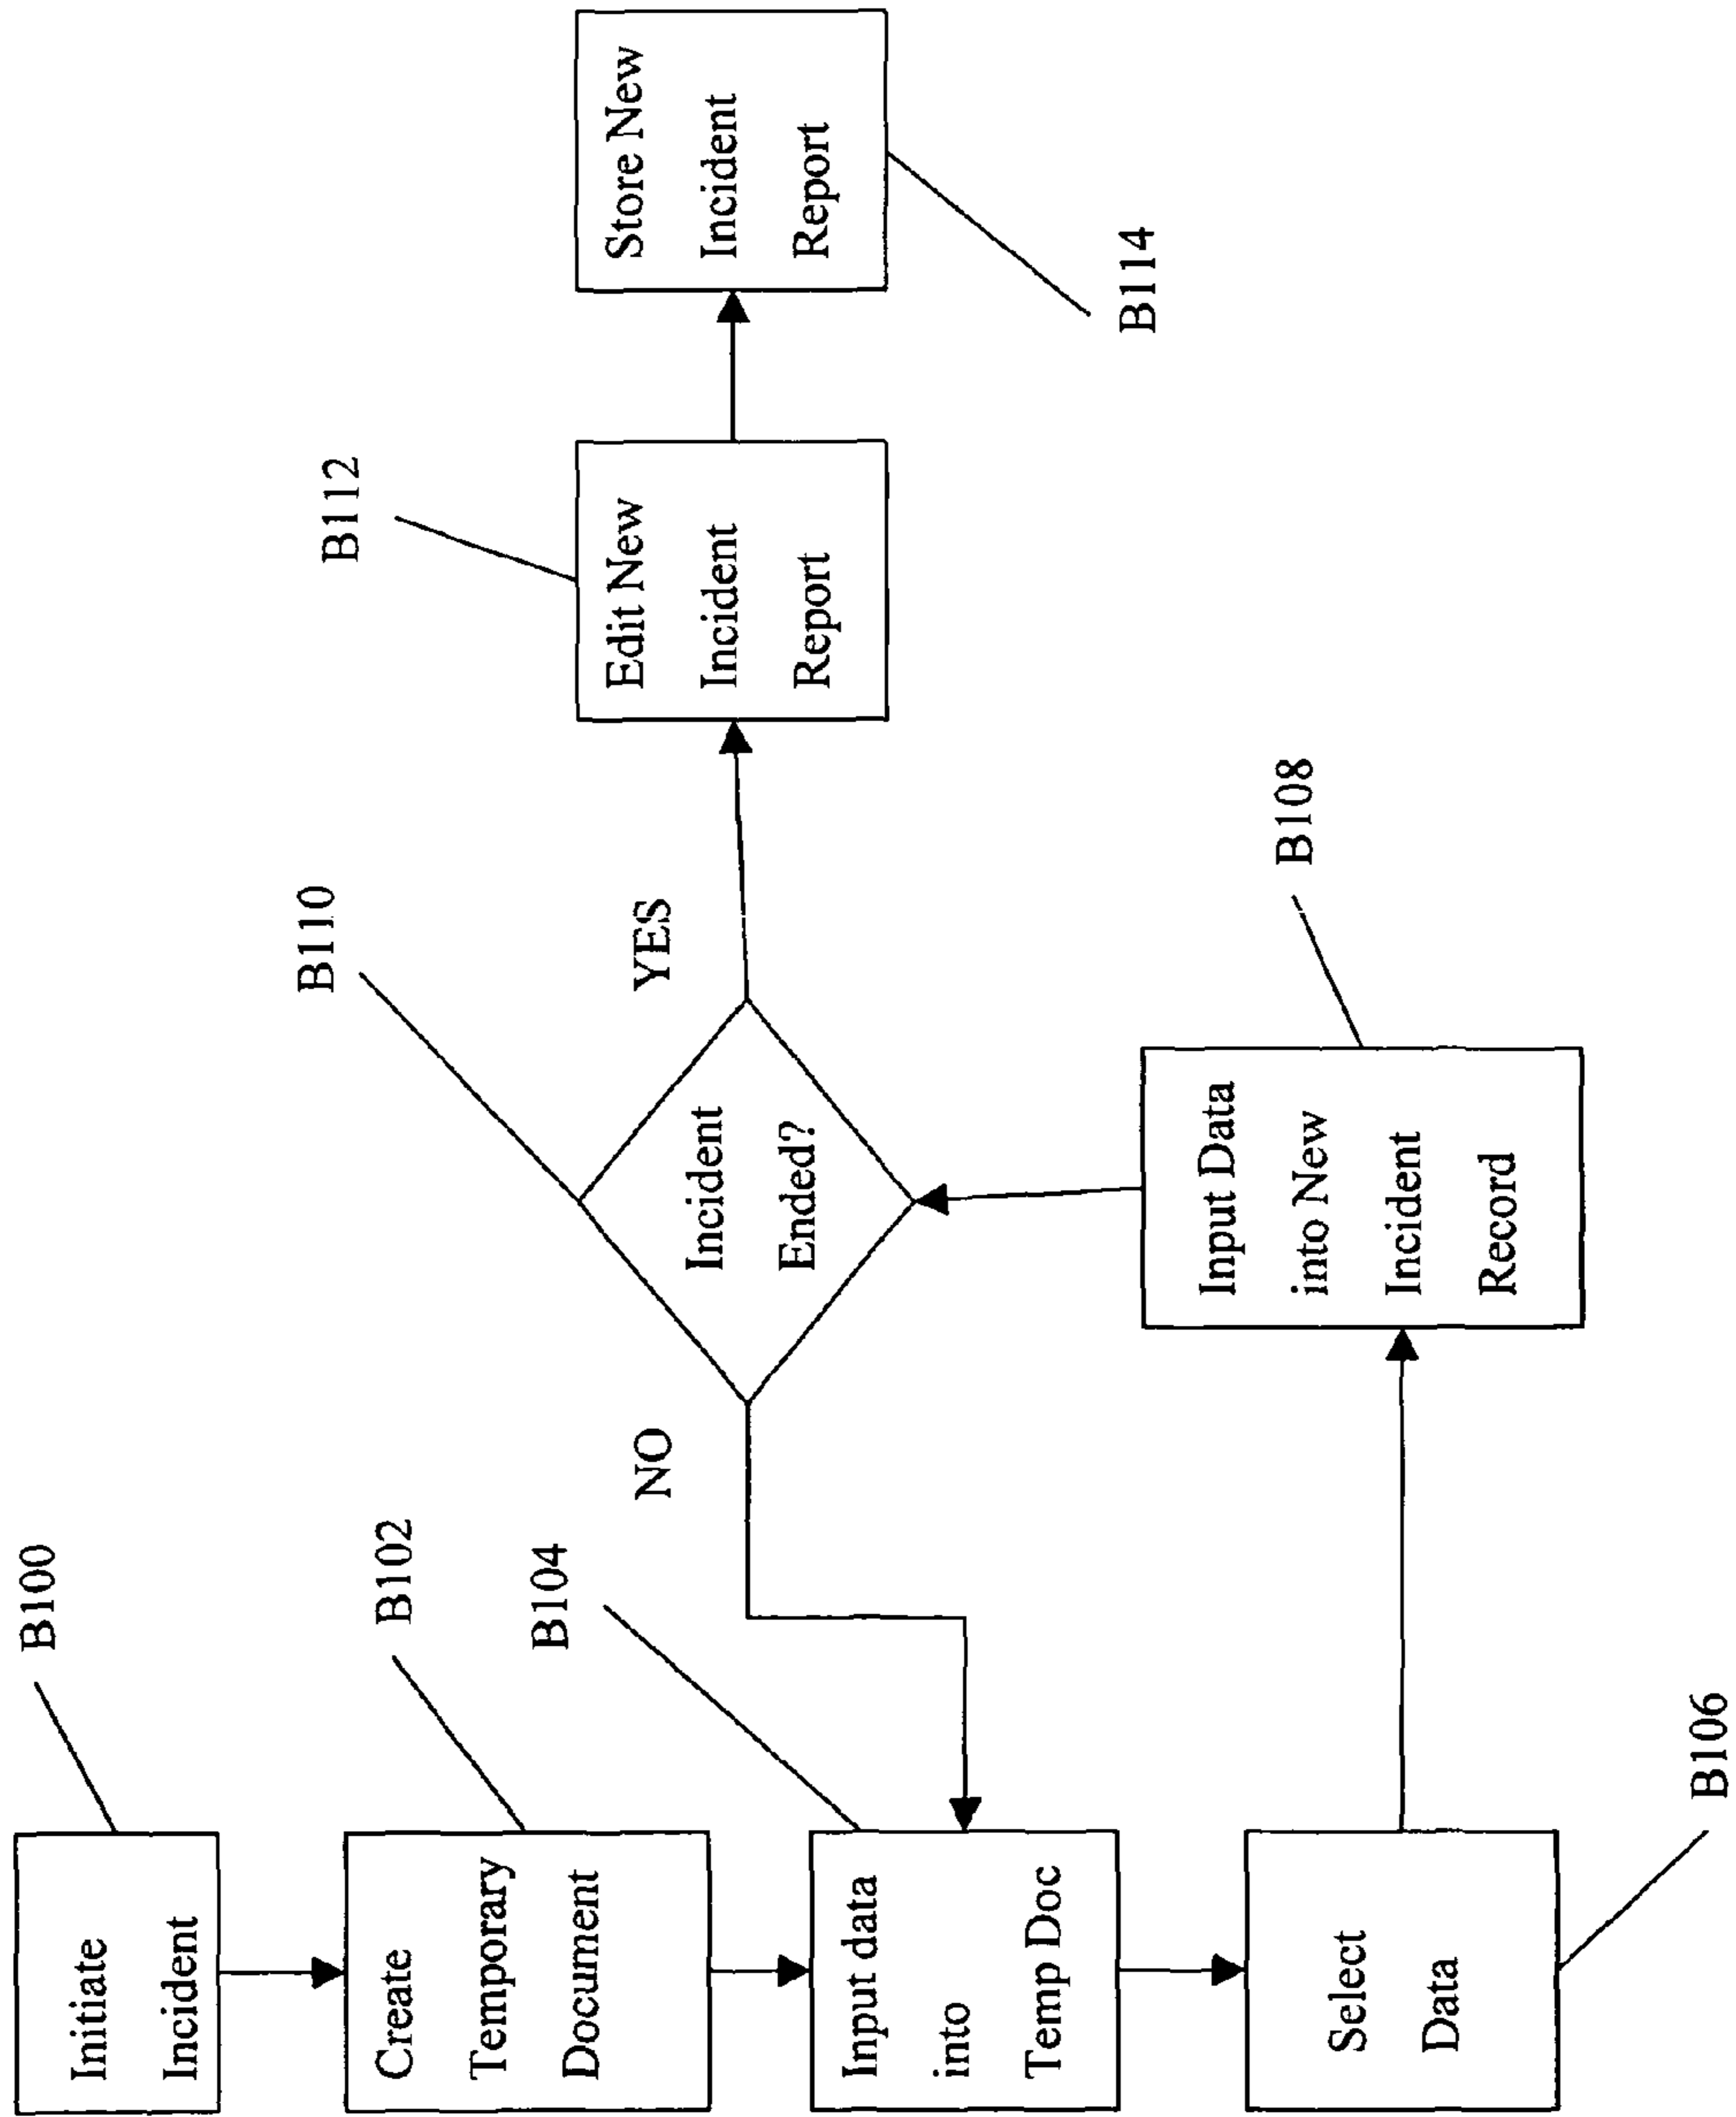 B100
Initiate
Incident
B102
Create
Temporary
Document
B104
Input data
into
Temp Doc
B106
Select
Data
B108
Input Data
into New
Incident
Record
B110
Incident
Ended?
NO
YES
B112
Edit New
Incident
Report
B114
Store New
Incident
Report